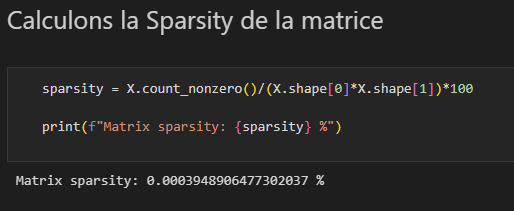 Calculons la Sparsity de la matrice
sparsity = X.count_nonzero()/(X.shape[0]*X.shape[1])*100
print(f"Matrix sparsity: {sparsity} %")
Matrix sparsity: 0.0003948906477302037 %